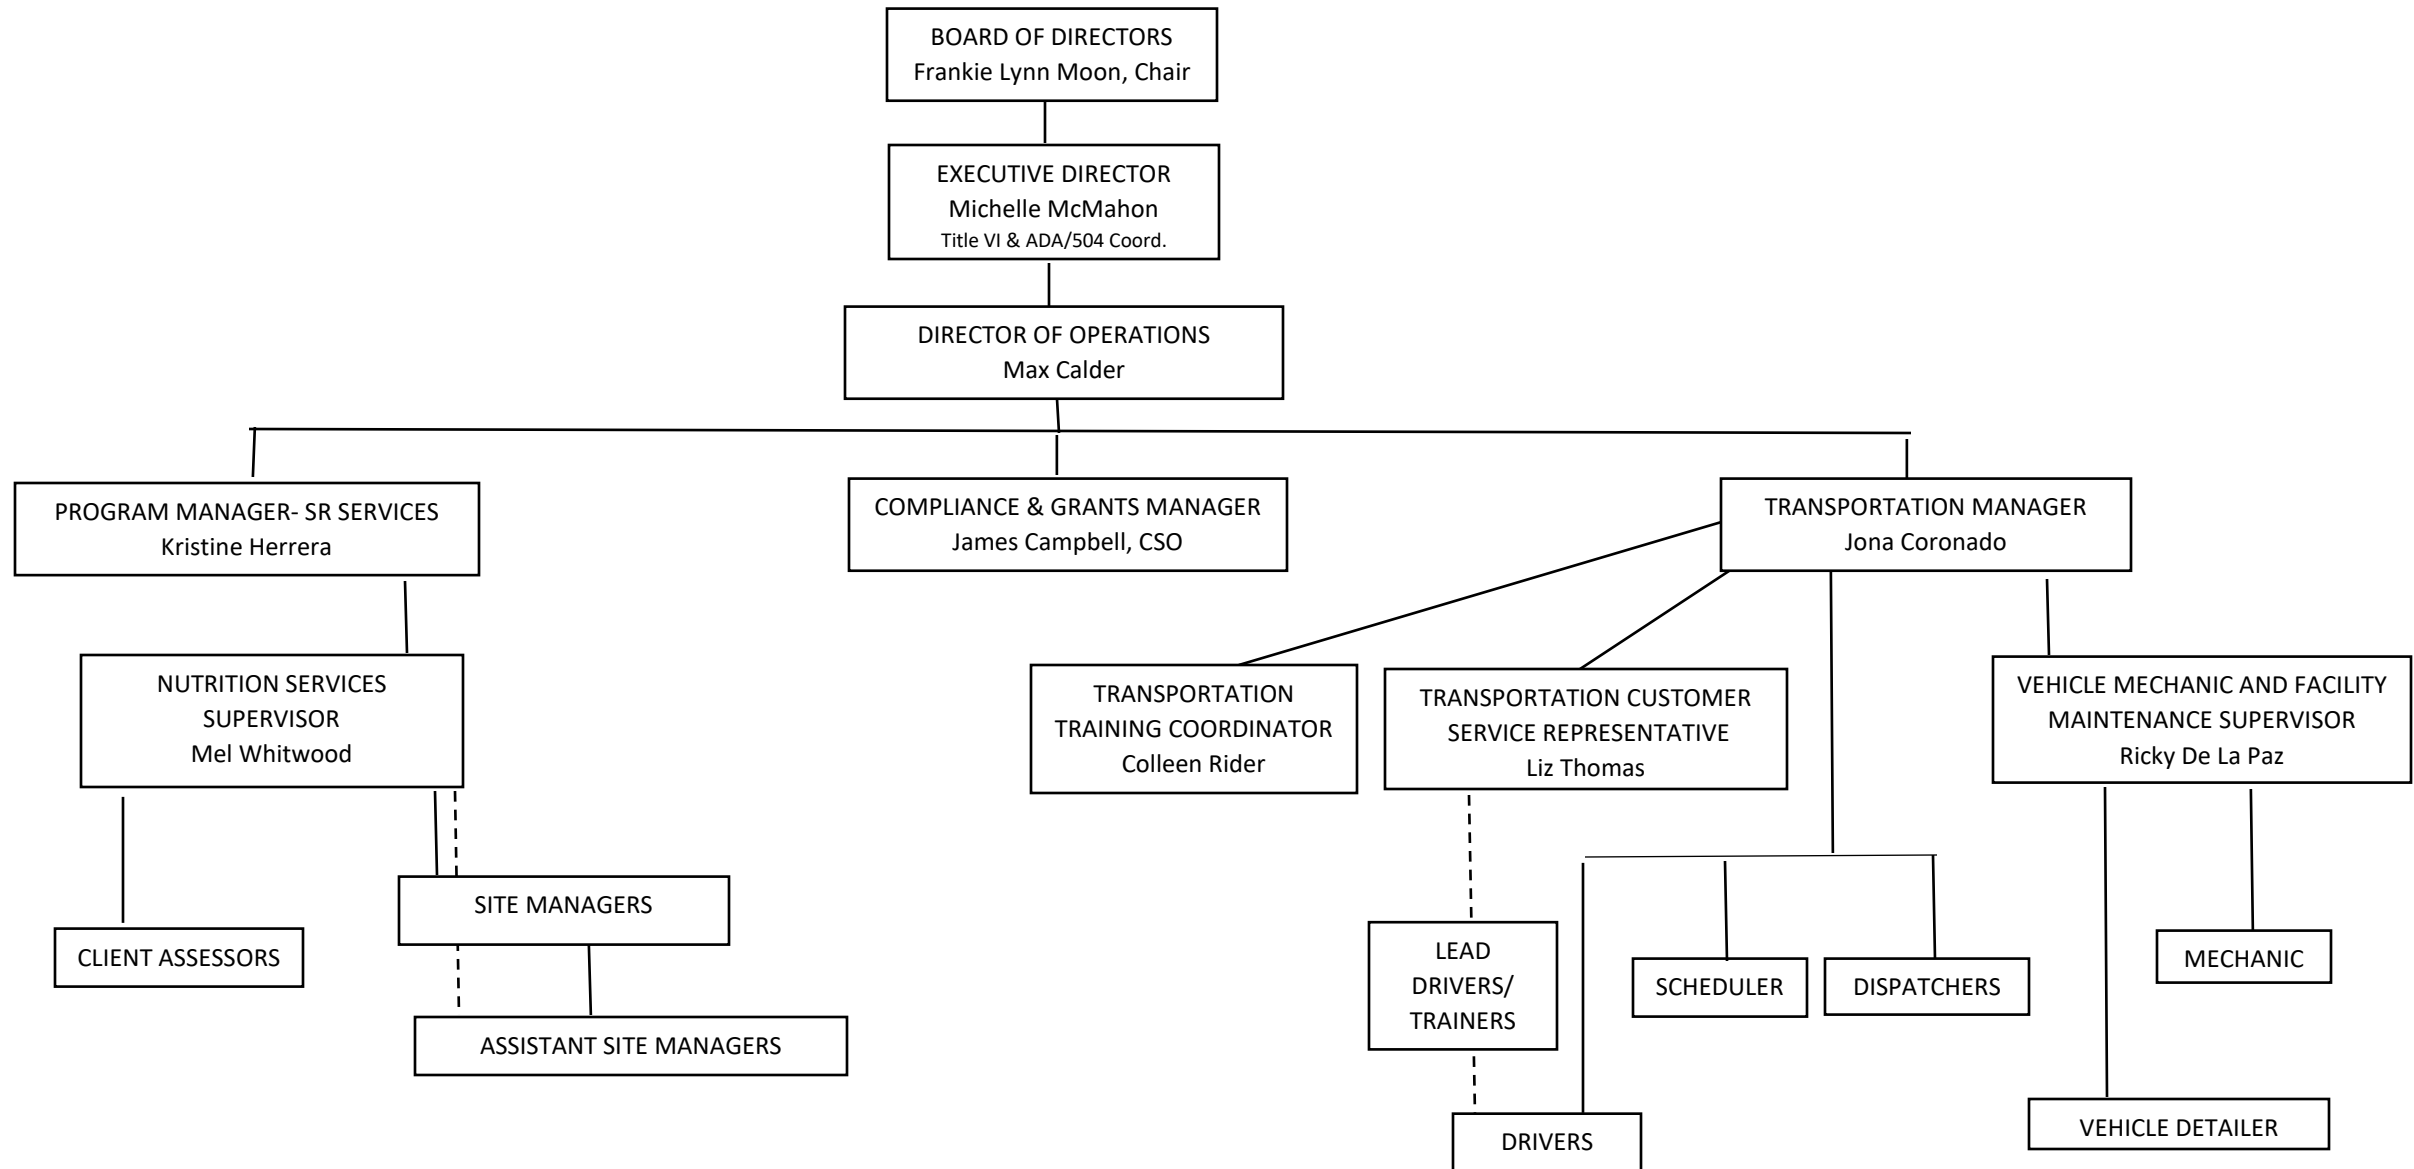 BOARD OF DIRECTORS
Frankie Lynn Moon, Chair
EXECUTIVE DIRECTOR
Michelle McMahon
Title VI & ADA/504 Coord.
DIRECTOR OF OPERATIONS
Max Calder
PROGRAM MANAGER- SR SERVICES
Kristine Herrera
COMPLIANCE & GRANTS MANAGER
James Campbell, CSO
TRANSPORTATION MANAGER
Jona Coronado
NUTRITION SERVICES
SUPERVISOR
Mel Whitwood
TRANSPORTATION
TRAINING COORDINATOR
Colleen Rider
TRANSPORTATION CUSTOMER
SERVICE REPRESENTATIVE
Liz Thomas
VEHICLE MECHANIC AND FACILITY
MAINTENANCE SUPERVISOR
Ricky De La Paz
CLIENT ASSESSORS
SITE MANAGERS
ASSISTANT SITE MANAGERS
LEAD
DRIVERS/
TRAINERS
SCHEDULER
DISPATCHERS
MECHANIC
DRIVERS
VEHICLE DETAILER